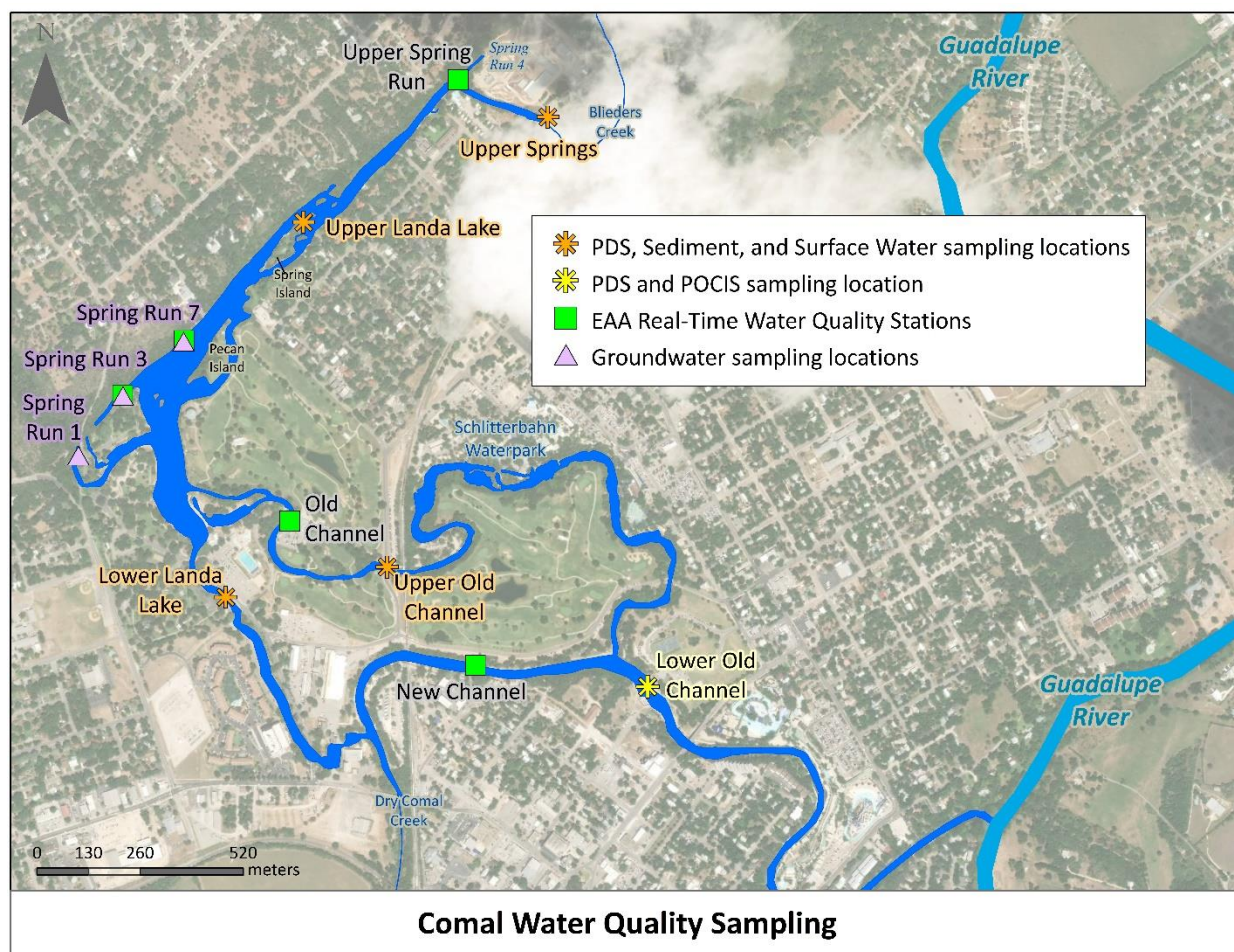 N
Upper Spring
Run
Spring
Run 4
Guadalupe
River
Blieders
Creek
Upper Springs
Upper Landa Lake
Spring
Island
PDS, Sediment, and Surface Water sampling locations
PDS and POCIS sampling location
EAA Real-Time Water Quality Stations
Groundwater sampling locations
Spring Run 7
Pecan
Island
Spring Run 3
Spring
Run 1
Schlitterbahn
Waterpark
Old
Channel
Lower Landa
Lake
Upper Old
Channel
New Channel
Lower Old
Channel
Guadalupe
River
Dry Comal
Creek
0 130 260 520
meters
Comal Water Quality Sampling